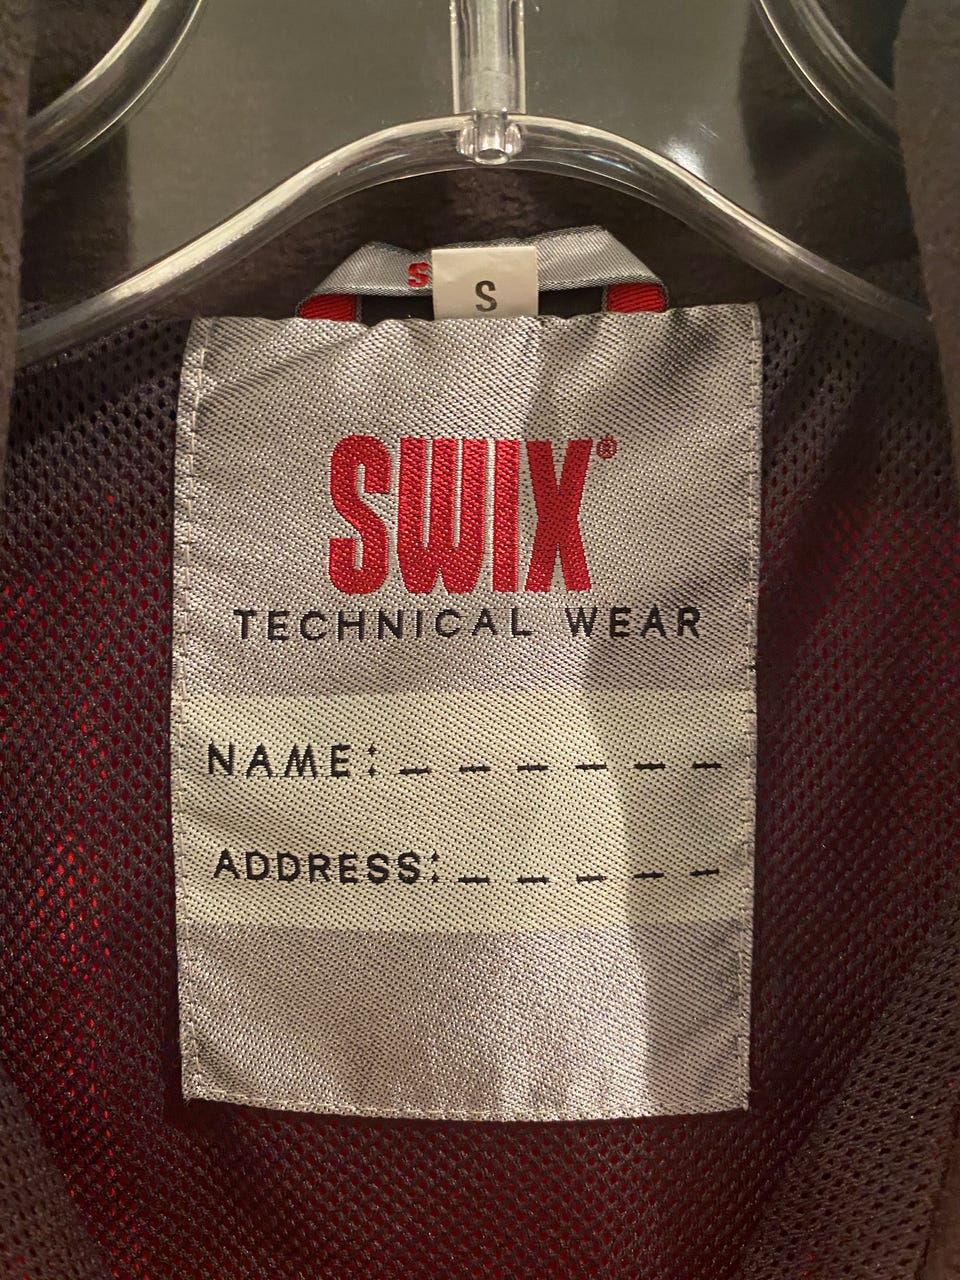 S
S
SWIX®
TECHNICAL WEAR
NAME: _ _ _ _ _ _
ADDRESS: _ _ _ _ _